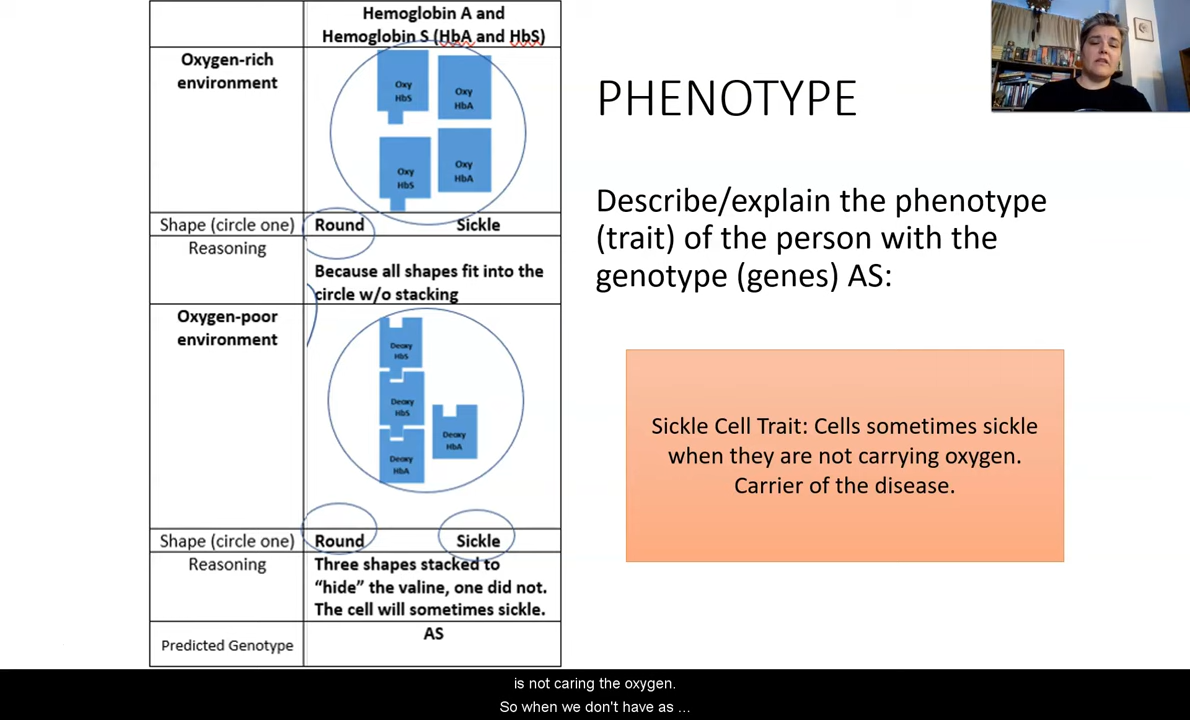 Hemoglobin A and
Hemoglobin S (HbA and HbS)
Oxygen-rich
environment
Oxy
HbS
Oxy
HbA
Oxy
HbS
Oxy
HbA
Shape (circle one)
Round
Sickle
Reasoning
Because all shapes fit into the
circle w/o stacking
Oxygen-poor
environment
Deoxy
HbS
Deoxy
HbS
Deoxy
HbA
Deoxy
HbA
Shape (circle one)
Round
Sickle
Reasoning
Three shapes stacked to
“hide” the valine, one did not.
The cell will sometimes sickle.
Predicted Genotype
AS
PHENOTYPE
Describe/explain the phenotype
(trait) of the person with the
genotype (genes) AS:
Sickle Cell Trait: Cells sometimes sickle
when they are not carrying oxygen.
Carrier of the disease.
is not caring the oxygen.
So when we don't have as ...